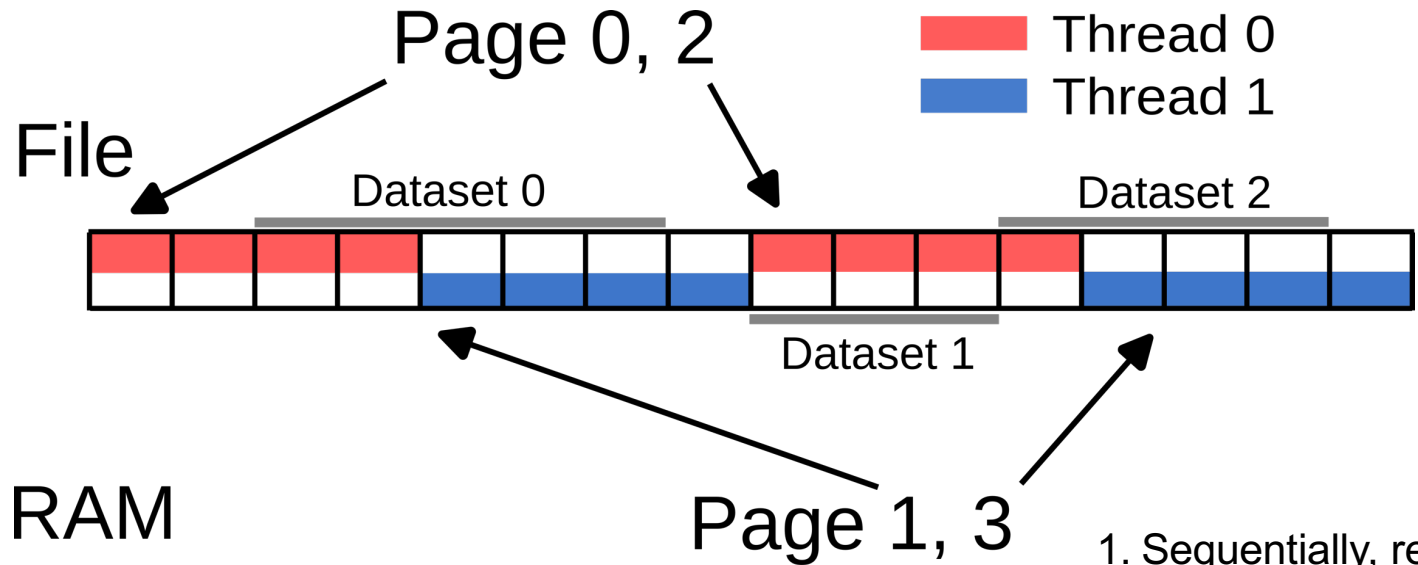 Page 0, 2
Thread 0
Thread 1
File
Dataset 0
Dataset 2
Dataset 1
RAM
Page 1, 3
1. Sequentially, re